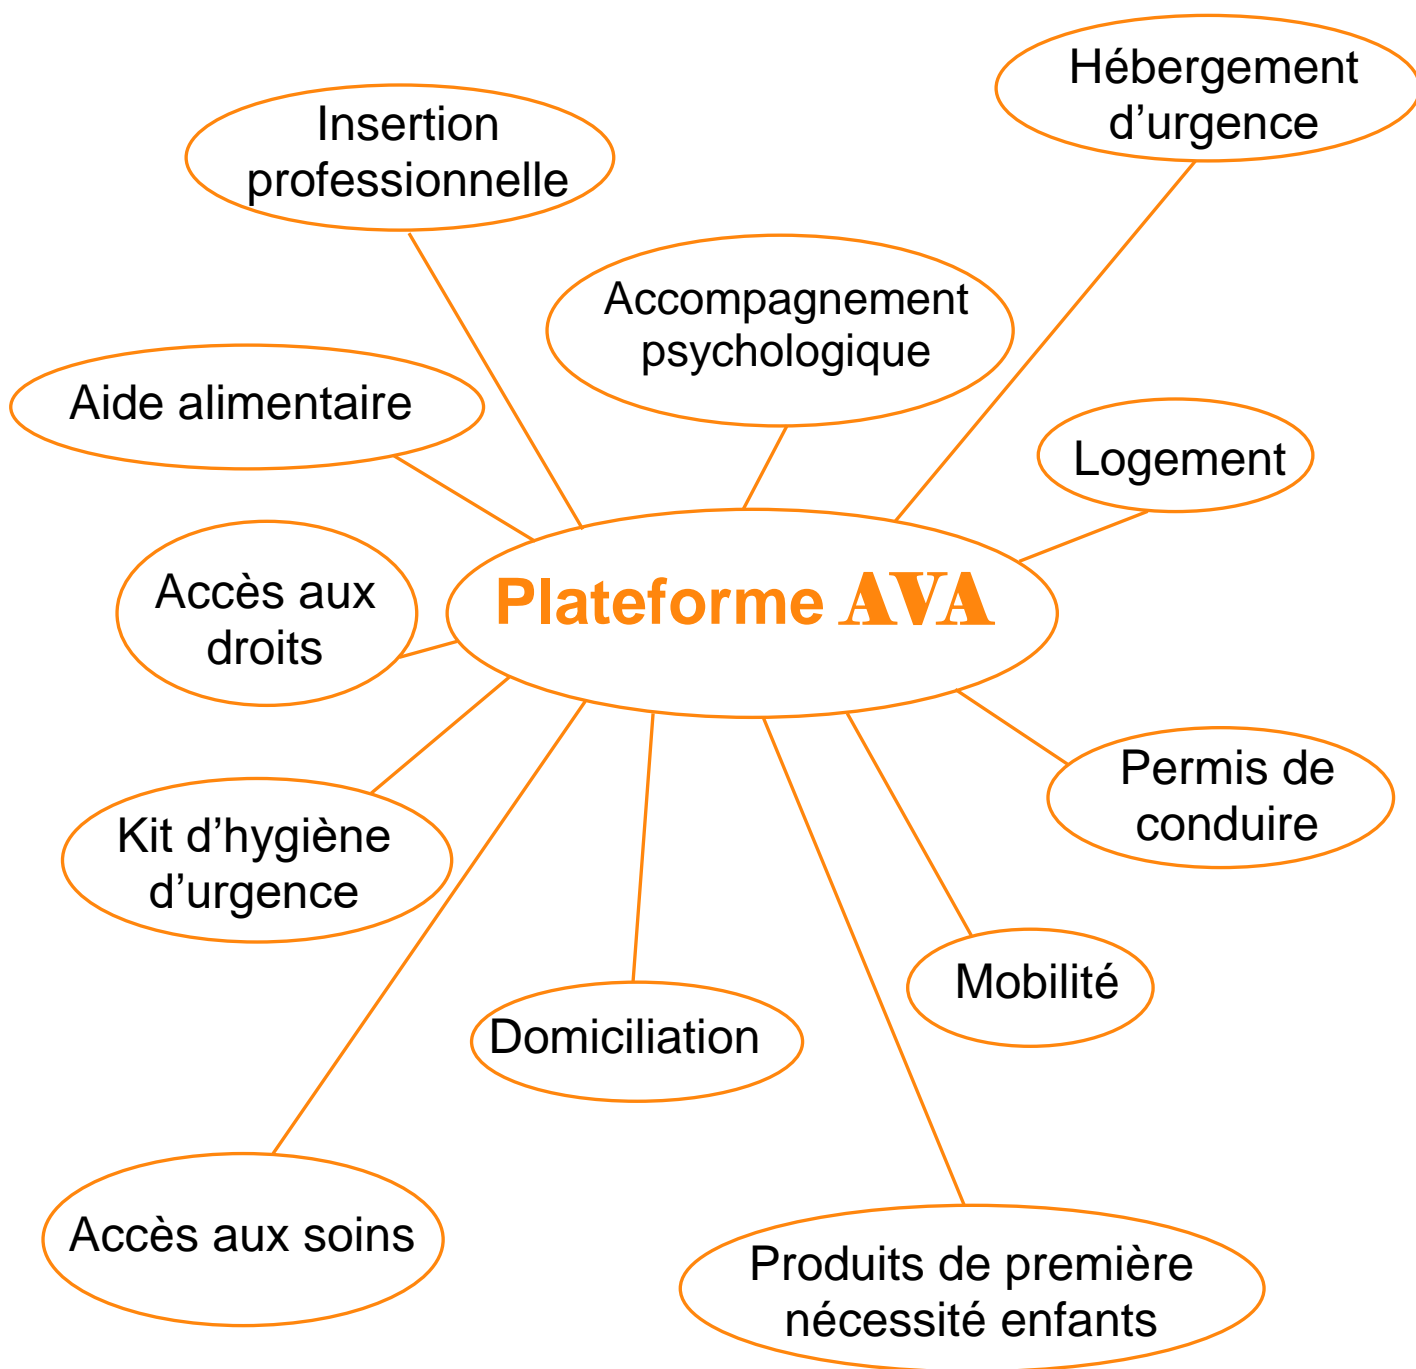 Hébergement
d’urgence
Insertion
professionnelle
Accompagnement
psychologique
Aide alimentaire
Logement
Plateforme AVA
Accès aux
droits
Permis de
conduire
Kit d’hygiène
d’urgence
Mobilité
Domiciliation
Accès aux soins
Produits de première
nécessité enfants